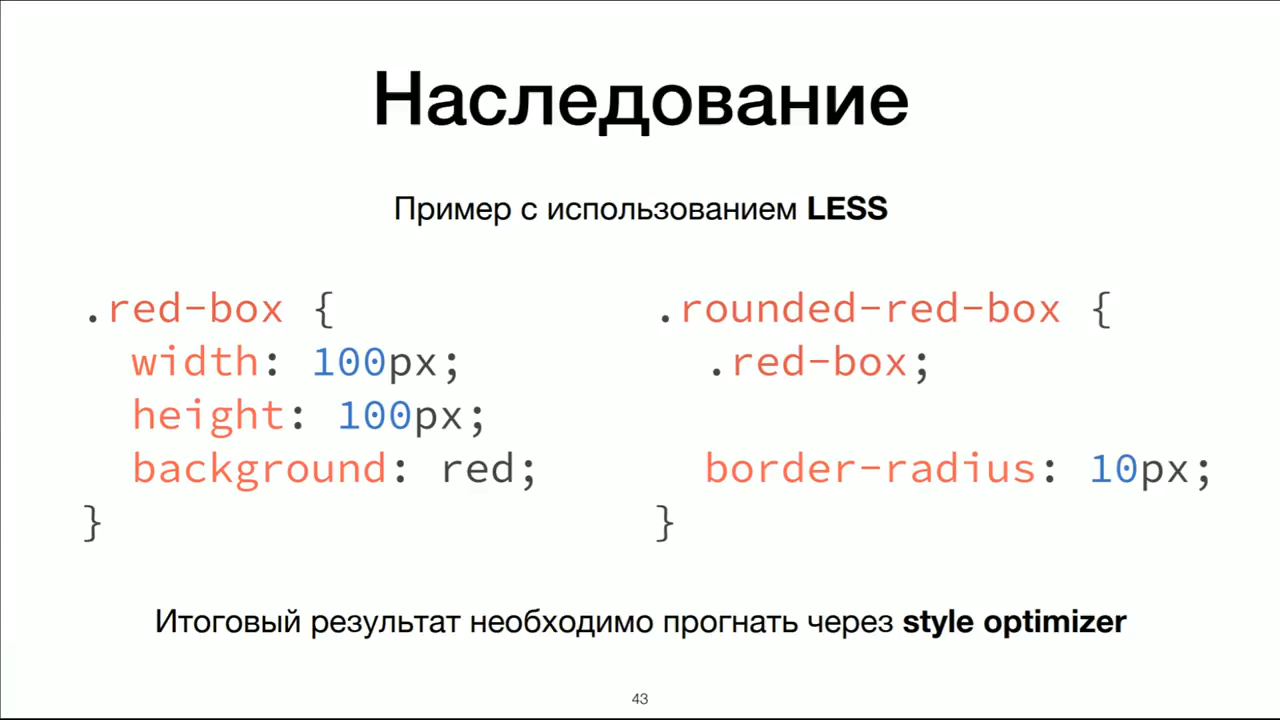 Наследование
Пример с использованием LESS
.red-box {
width: 100px;
height: 100px;
background: red;
}
.rounded-red-box {
.red-box;
border-radius: 10px;
}
Итоговый результат необходимо прогнать через style optimizer
43